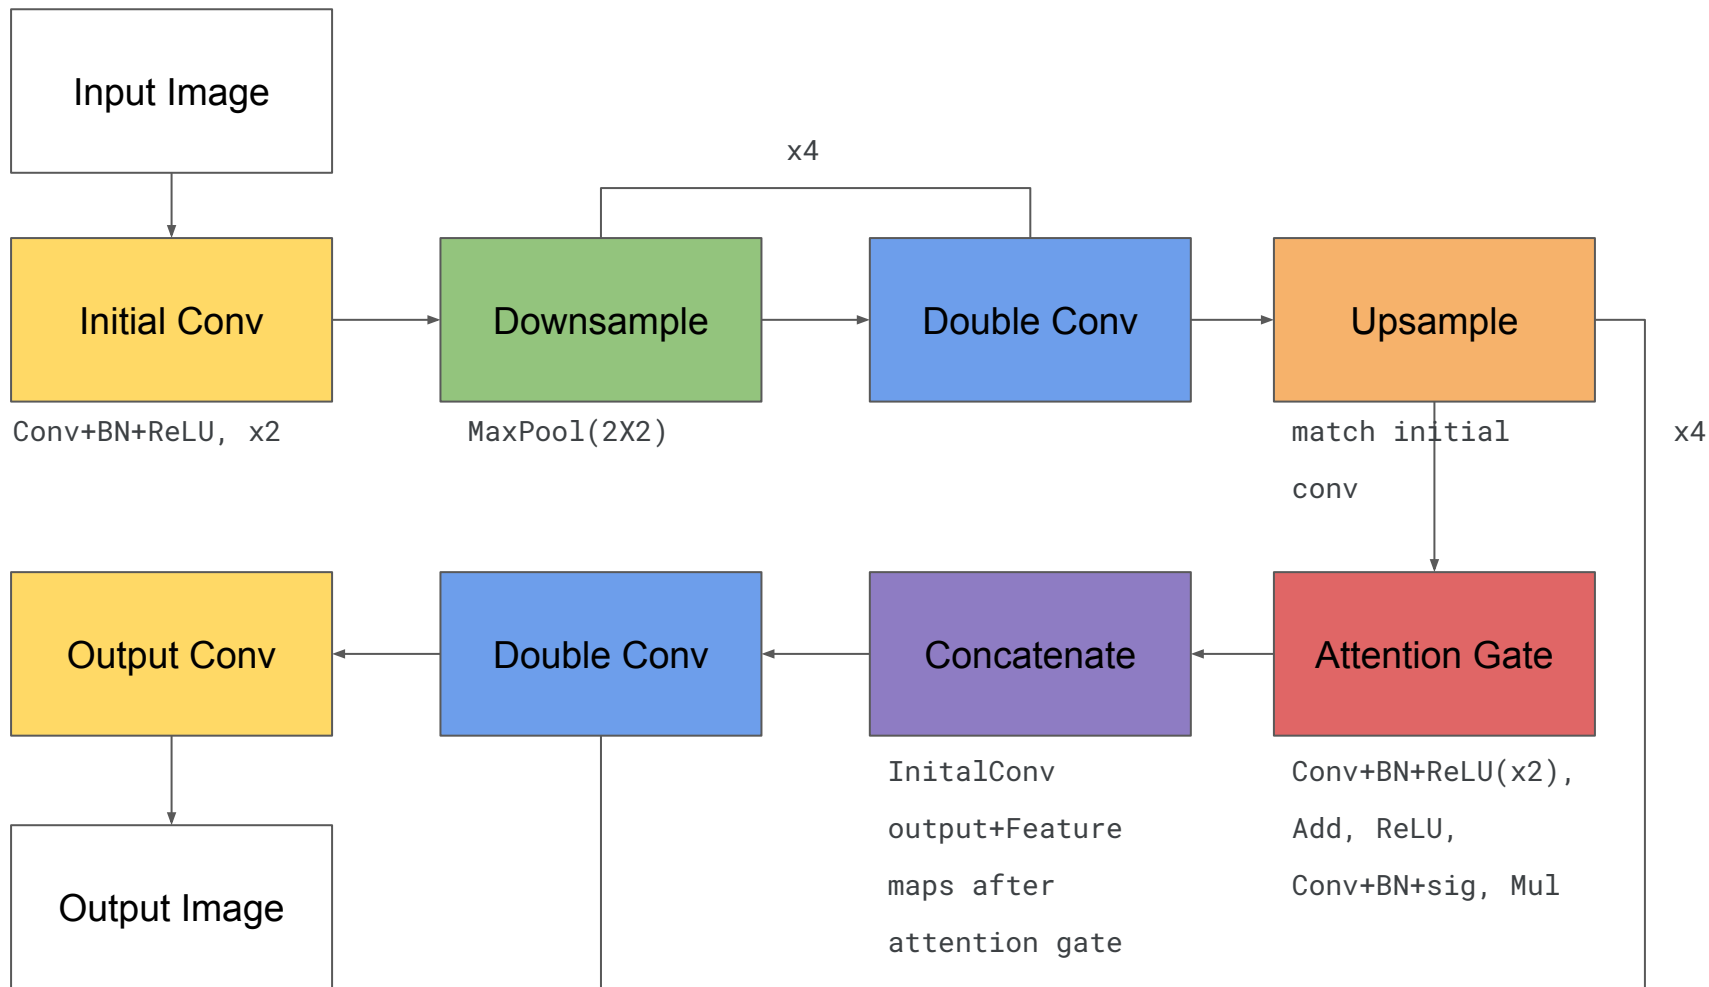 Input Image
x4
Initial Conv
Downsample
Double Conv
Upsample
Conv+BN+ReLU, x2
MaxPool(2X2)
match initial
conv
x4
Output Conv
Double Conv
Concatenate
Attention Gate
InitalConv
output+Feature
maps after
attention gate
Conv+BN+ReLU(x2),
Add, ReLU,
Conv+BN+sig, Mul
Output Image